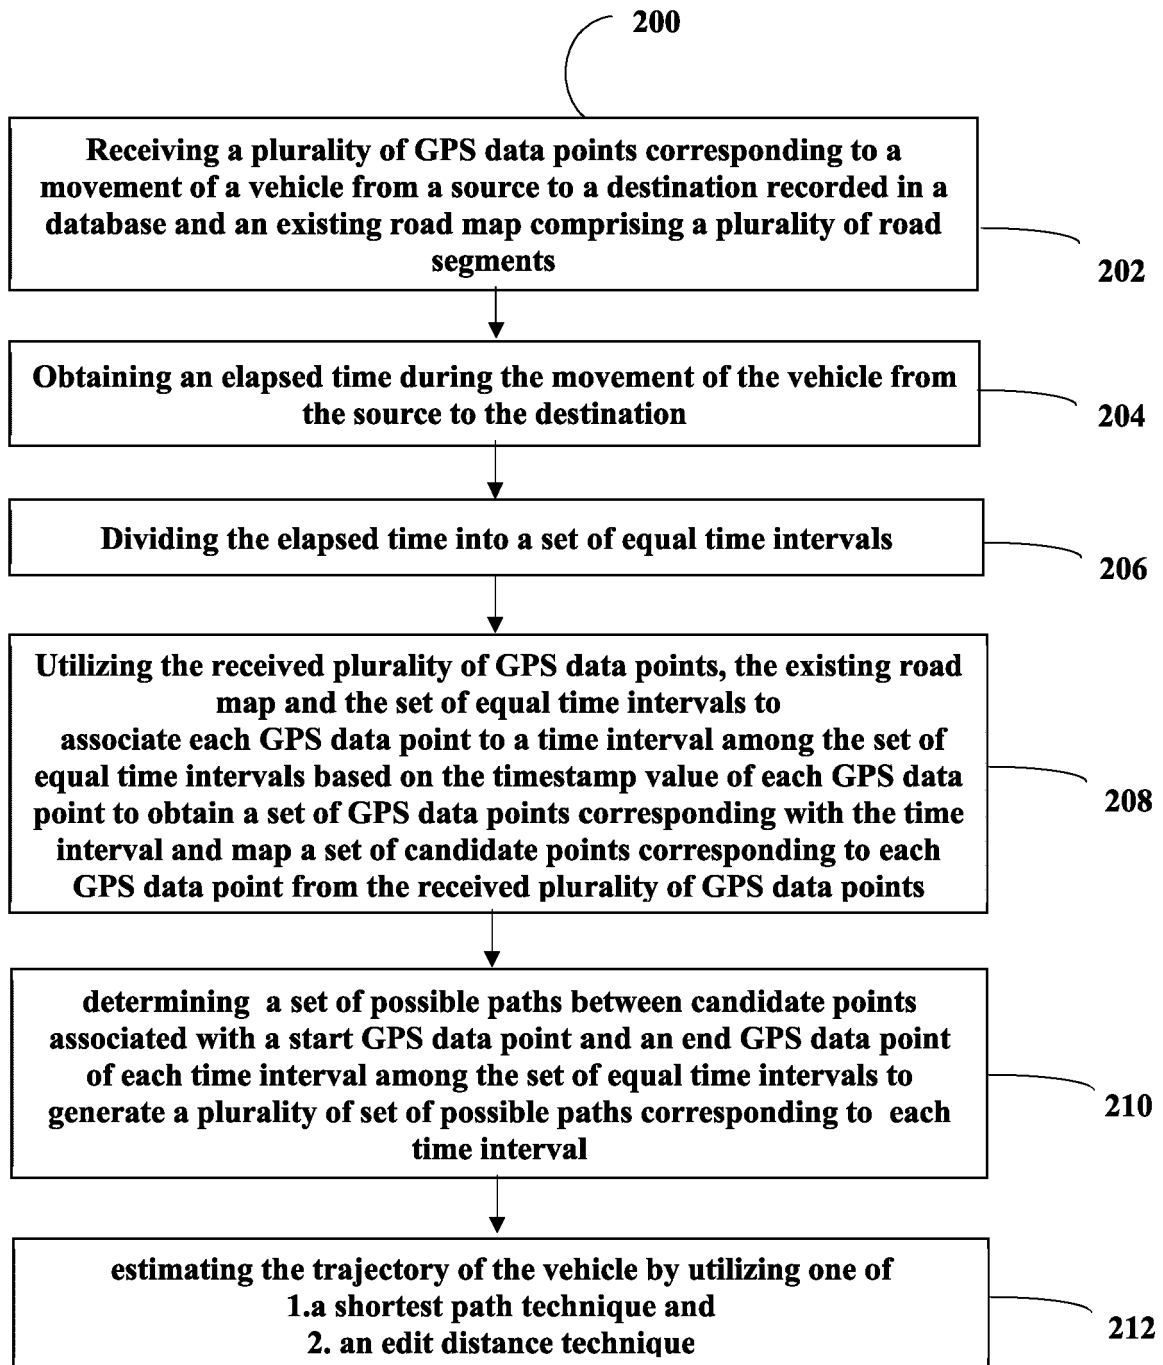 200
Receiving a plurality of GPS data points corresponding to a
movement of a vehicle from a source to a destination recorded in a
database and an existing road map comprising a plurality of road
segments
202
Obtaining an elapsed time during the movement of the vehicle from
the source to the destination
204
Dividing the elapsed time into a set of equal time intervals
206
Utilizing the received plurality of GPS data points, the existing road
map and the set of equal time intervals to
associate each GPS data point to a time interval among the set of
equal time intervals based on the timestamp value of each GPS data
point to obtain a set of GPS data points corresponding with the time
interval and map a set of candidate points corresponding to each
GPS data point from the received plurality of GPS data points
208
determining a set of possible paths between candidate points
associated with a start GPS data point and an end GPS data point
of each time interval among the set of equal time intervals to
generate a plurality of set of possible paths corresponding to each
time interval
210
estimating the trajectory of the vehicle by utilizing one of
1.a shortest path technique and
2. an edit distance technique
212